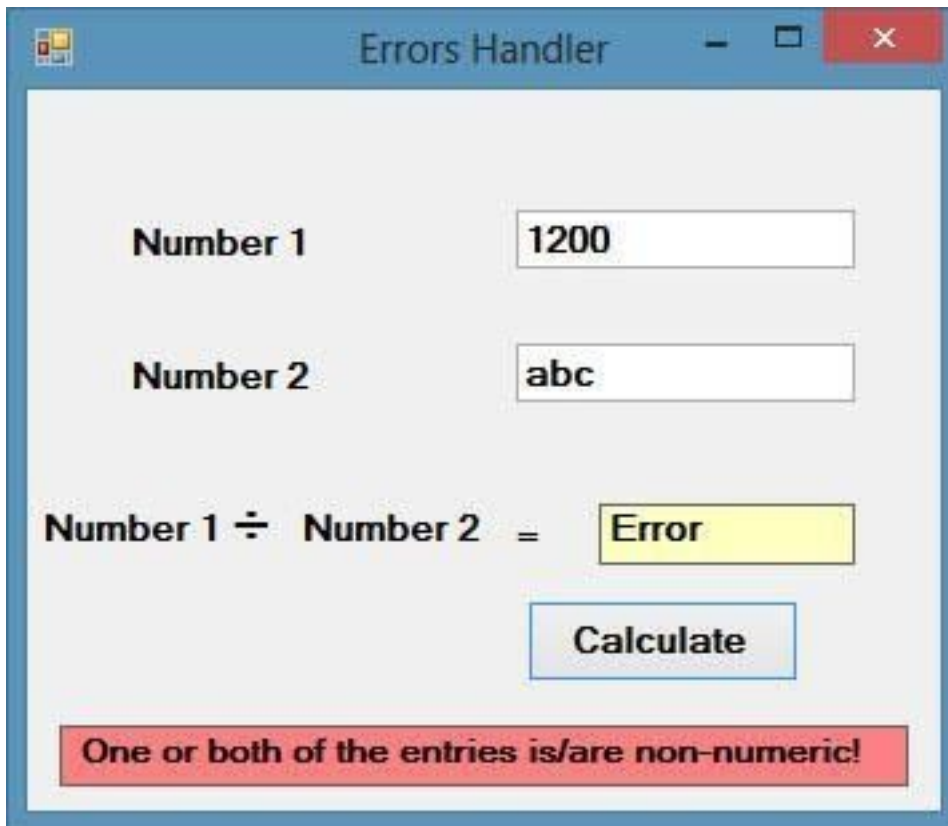 Errors Handler
Number 1 1200
Number 2 abc
Number 1 ÷ Number 2 = Error
Calculate
One or both of the entries is/are non-numeric!